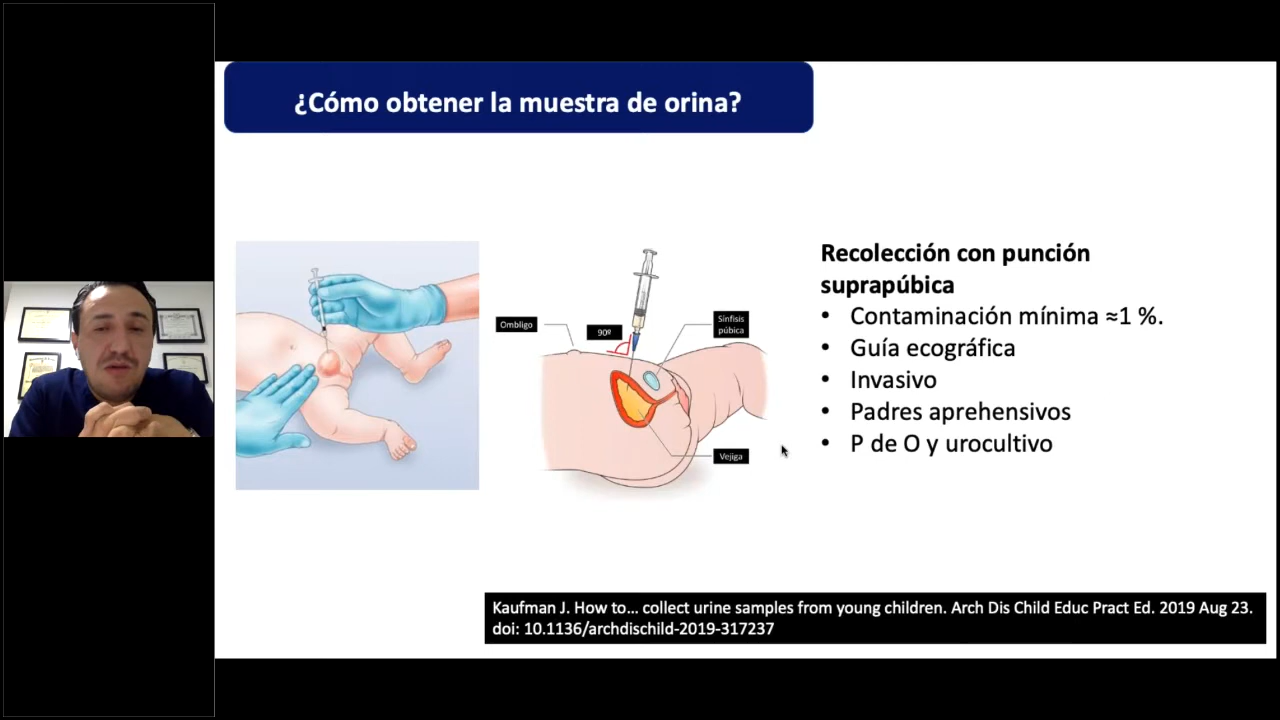 ¿Cómo obtener la muestra de orina?
Ombligo
90º
Sínfisis
púbica
Vejiga
Recolección con punción
suprapúbica
• Contaminación mínima ≈1 %.
• Guía ecográfica
• Invasivo
• Padres aprehensivos
• P de O y urocultivo
Kaufman J. How to... collect urine samples from young children. Arch Dis Child Educ Pract Ed. 2019 Aug 23.
doi: 10.1136/archdischild-2019-317237